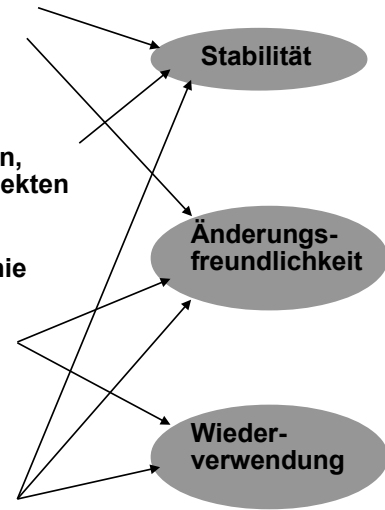 Stabilität
n,
ekten
Änderungs-
freundlichkeit
nie
Wieder-
verwendung